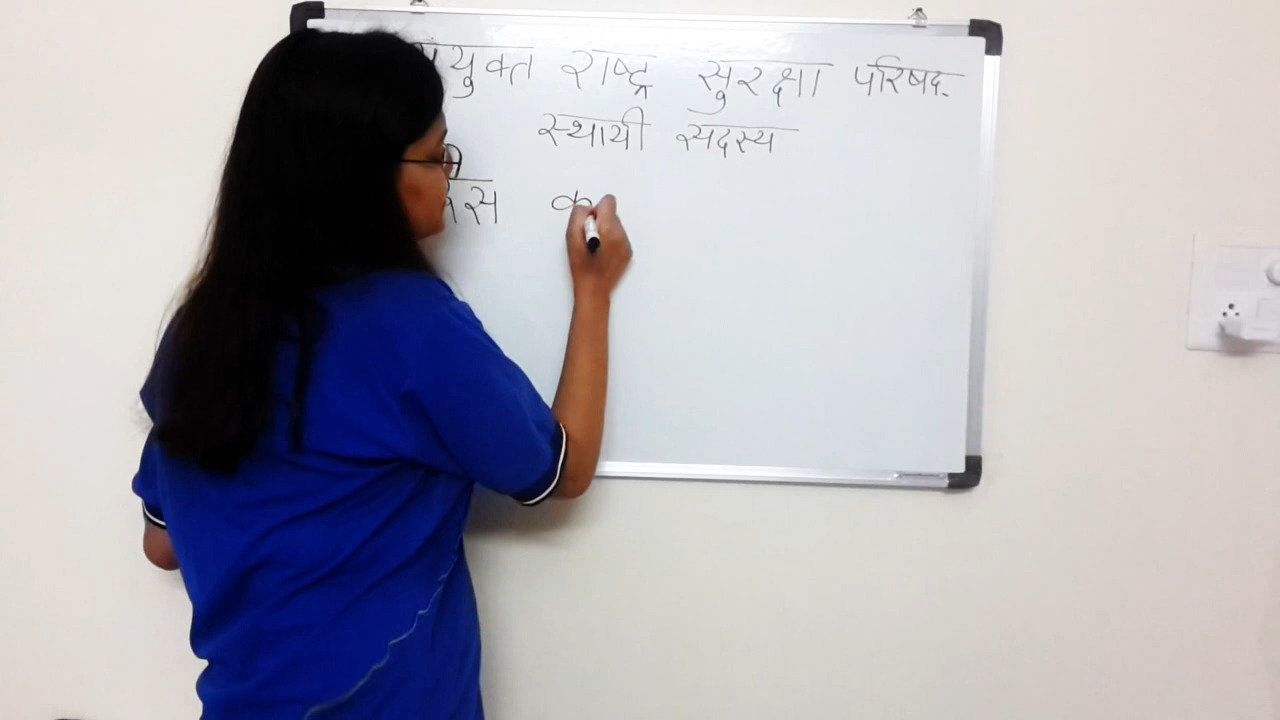 संयुक्त राष्ट्र सुरक्षा परिषद.
स्थायी सदस्य
क